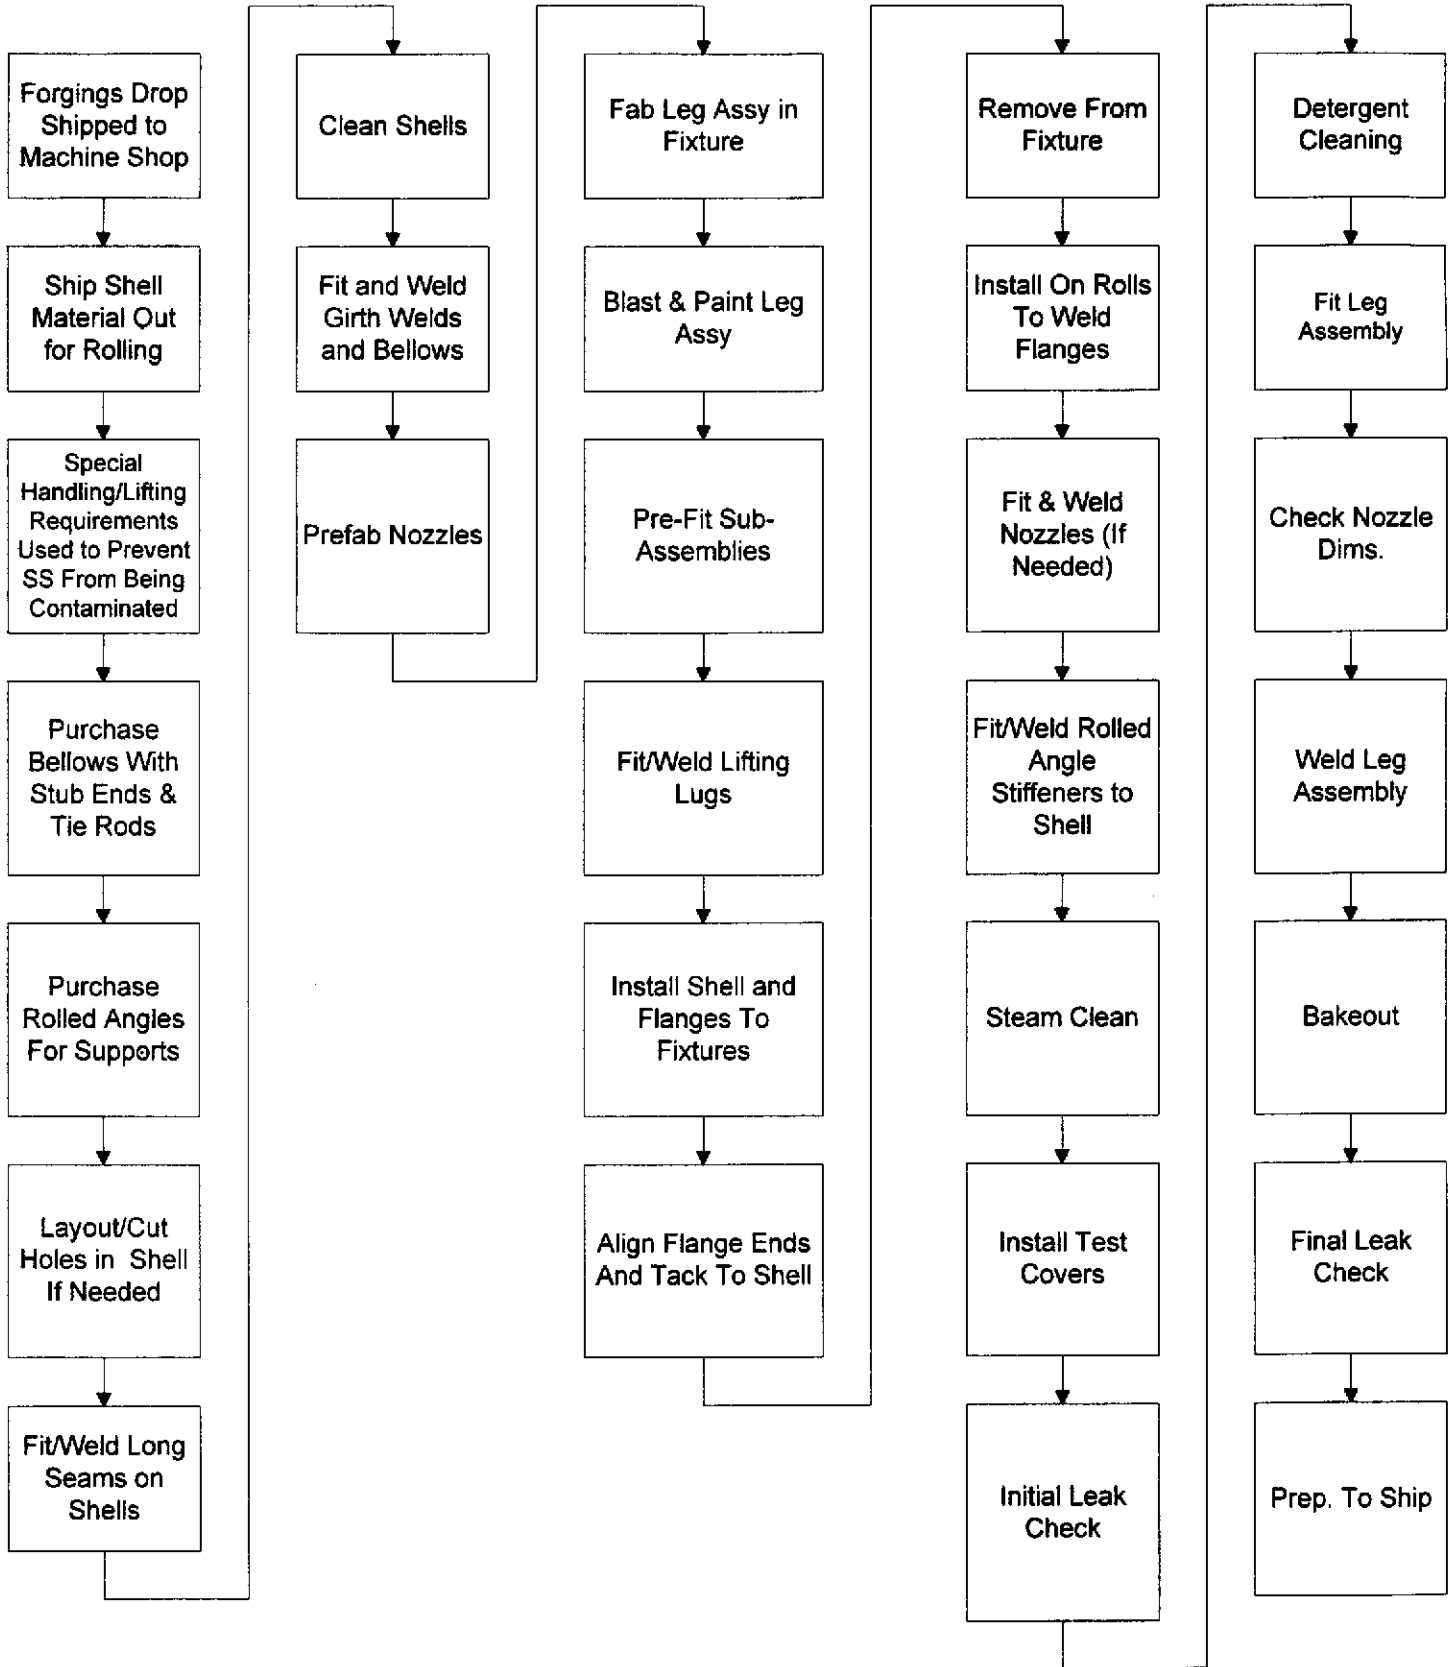 Forgings Drop
Shipped to
Machine Shop
Ship Shell
Material Out
for Rolling
Special
Handling/Lifting
Requirements
Used to Prevent
SS From Being
Contaminated
Purchase
Bellows With
Stub Ends &
Tie Rods
Purchase
Rolled Angles
For Supports
Layout/Cut
Holes in Shell
If Needed
Fit/Weld Long
Seams on
Shells
Clean Shells
Fit and Weld
Girth Welds
and Bellows
Prefab Nozzles
Fab Leg Assy in
Fixture
Blast & Paint Leg
Assy
Pre-Fit Sub-
Assemblies
Fit/Weld Lifting
Lugs
Install Shell and
Flanges To
Fixtures
Align Flange Ends
And Tack To Shell
Remove From
Fixture
Install On Rolls
To Weld
Flanges
Fit & Weld
Nozzles (If
Needed)
Fit/Weld Rolled
Angle
Stiffeners to
Shell
Steam Clean
Install Test
Covers
Initial Leak
Check
Detergent
Cleaning
Fit Leg
Assembly
Check Nozzle
Dims.
Weld Leg
Assembly
Bakeout
Final Leak
Check
Prep. To Ship